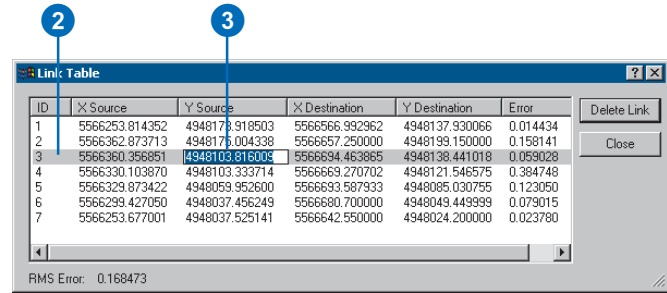 2 3
Link Table
ID X Source Y Source X Destination Y Destination Error
1 5566253.814352 4948173.918503 5566566.992962 4948137.930066 0.014434
2 5566362.873713 4948175.004338 5566657.250000 4948199.150000 0.158141
3 5566360.356851 4948103.816009 5566694.463865 4948138.441018 0.059028
4 5566330.103870 4948103.333714 5566669.270702 4948121.546575 0.384748
5 5566329.873422 4948059.952600 5566693.587933 4948085.030755 0.123050
6 5566299.427050 4948037.456249 5566680.700000 4948049.449999 0.079015
7 5566253.677001 4948037.525141 5566642.550000 4948024.200000 0.023780
Delete Link
Close
RMS Error: 0.168473